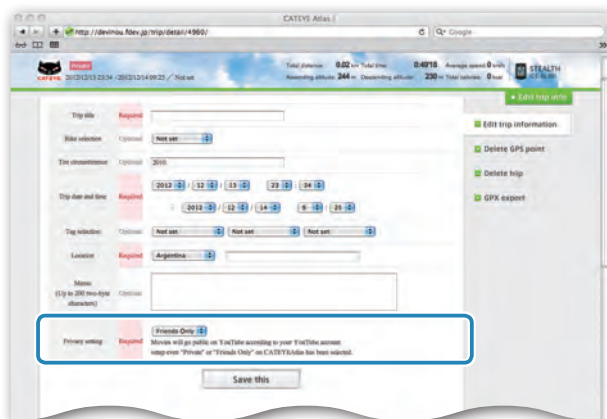 CATEYE Atlas
http://devinou.fdev.jp/trip/detail/4960/
Google
CATEYE
Private
2012/12/13 23:34 - 2012/12/14 09:25 / Not set
Total distance 0.02 km Total time 0:40'18 Average speed 0 km/h
Ascending altitude 244 m Descending altitude 230 m Total calories 0 kcal
STEALTH
Edit trip info
Trip title Required
Bike selection Optional Not set
Tire circumference Optional 2010
Trip date and time Required 2012 / 12 / 13 23 : 34
: 2012 / 12 / 14 : 25
Tag selection Optional Not set Not set Not set
Location Required Argentina
Memo
(Up to 200 two-byte
characters)
Optional
Privacy setting Required Friends Only
Movies will go public on YouTube according to your YouTube account
setup even "Private" or "Friends Only" on CATEYEAtlas has been selected.
Save this
Edit trip information
Delete GPS point
Delete trip
GPX export